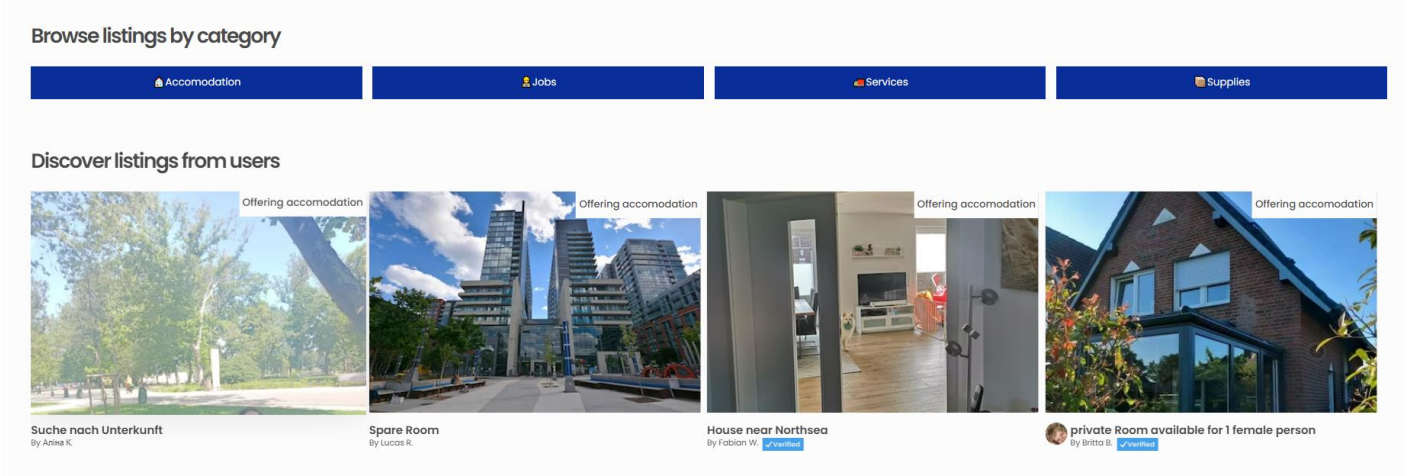 Browse listings by category
Accomodation
Jobs
Services
Supplies
Discover listings from users
Offering accomodation
Offering accomodation
Offering accomodation
Offering accomodation
Suche nach Unterkunft
By Аліна К.
Spare Room
By Lucas R.
House near Northsea
By Fabian W. ✓Verified
private Room available for 1 female person
By Britta B. ✓Verified